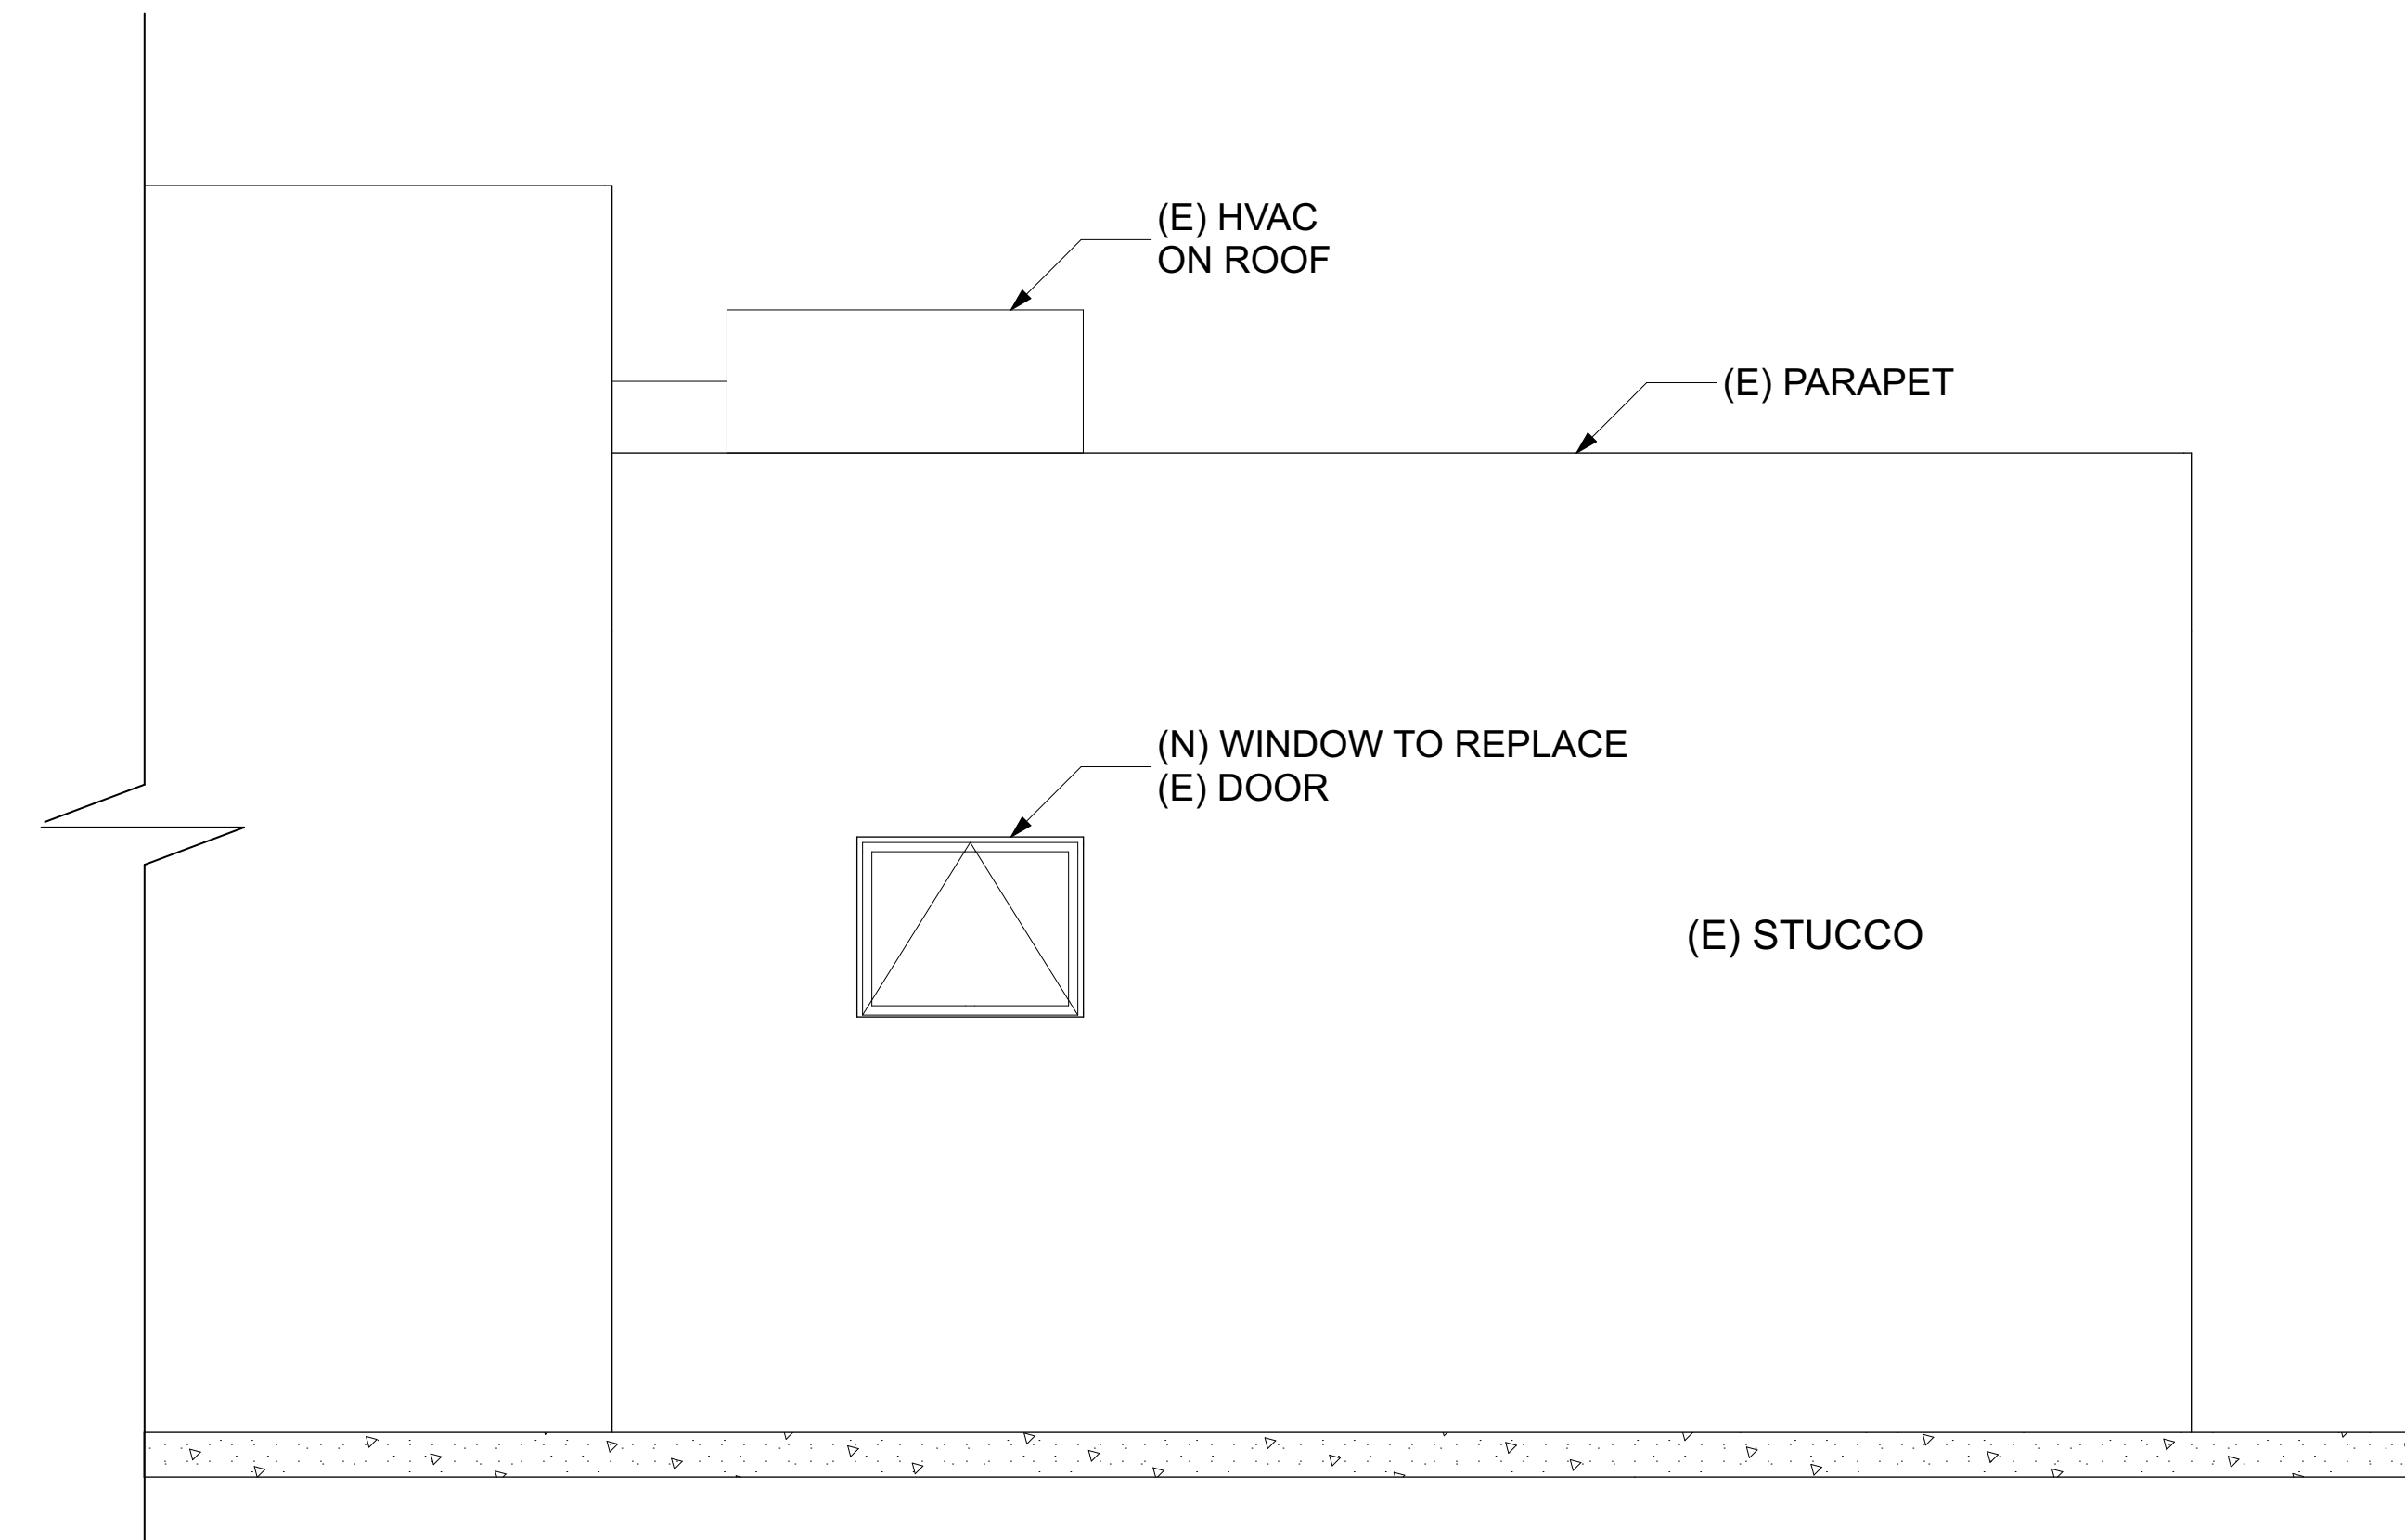 (E) HVAC
ON ROOF
(E) PARAPET
(N) WINDOW TO REPLACE
(E) DOOR
(E) STUCCO